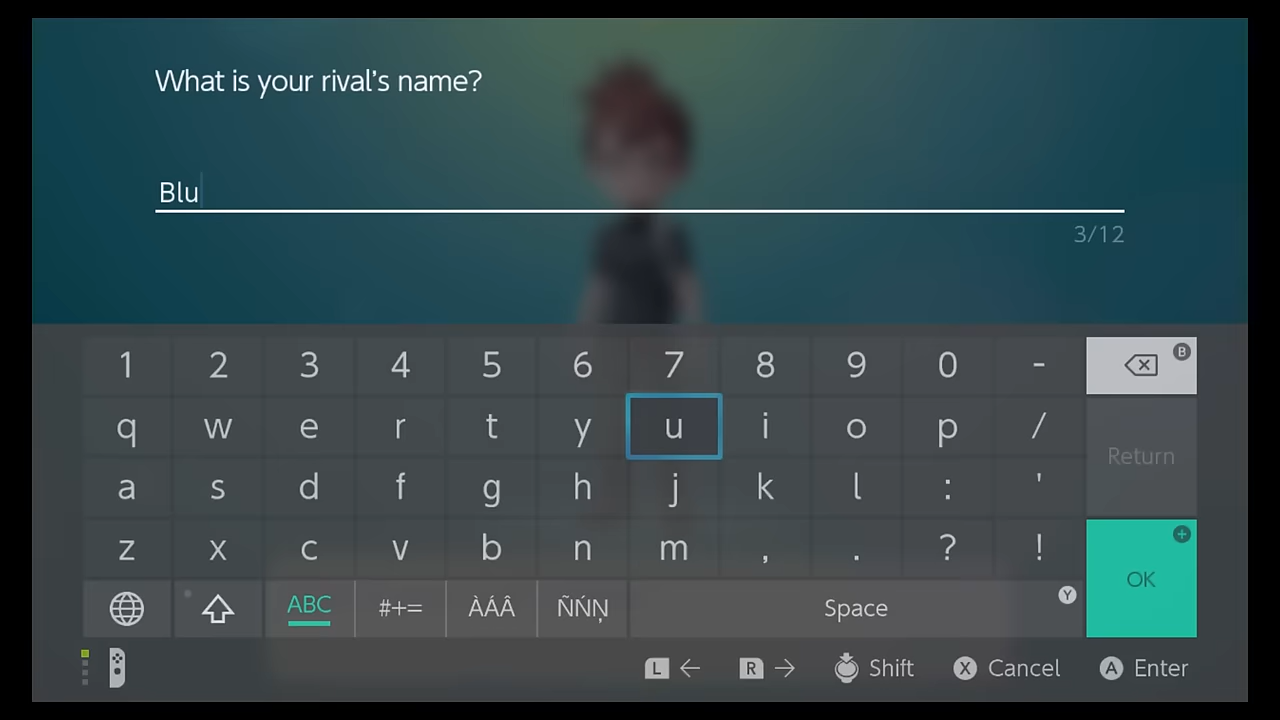 What is your rival's name?
Blu
3/12
1 2 3 4 5 6 7 8 9 0 - B
q w e r t y u i o p /
Return
a s d f g h j k l : '
z x c v b n m , . ? ! +
OK
ABC #+= ÀÁÂ ÑŃŅ Space Y
L ← R → Shift X Cancel A Enter